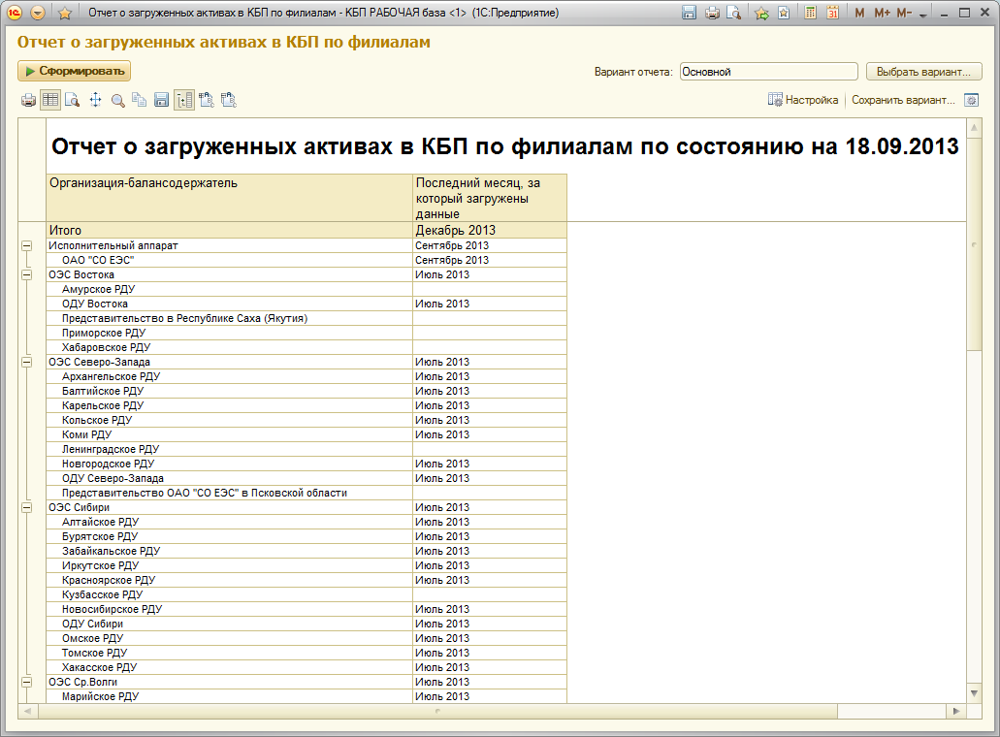 Отчет о загруженных активах в КБП по филиалам - КБП РАБОЧАЯ база <1> (1С:Предприятие)
M M+ M-
Отчет о загруженных активах в КБП по филиалам
Сформировать
Вариант отчета: Основной
Выбрать вариант...
Настройка
Сохранить вариант...
Отчет о загруженных активах в КБП по филиалам по состоянию на 18.09.2013
Организация-балансодержатель
Последний месяц, за
который загружены
данные
Итого Декабрь 2013
Исполнительный аппарат Сентябрь 2013
ОАО "СО ЕЭС" Сентябрь 2013
ОЭС Востока Июль 2013
Амурское РДУ
ОДУ Востока Июль 2013
Представительство в Республике Саха (Якутия)
Приморское РДУ
Хабаровское РДУ
ОЭС Северо-Запада Июль 2013
Архангельское РДУ Июль 2013
Балтийское РДУ Июль 2013
Карельское РДУ Июль 2013
Кольское РДУ Июль 2013
Коми РДУ Июль 2013
Ленинградское РДУ
Новгородское РДУ Июль 2013
ОДУ Северо-Запада Июль 2013
Представительство ОАО "СО ЕЭС" в Псковской области
ОЭС Сибири Июль 2013
Алтайское РДУ Июль 2013
Бурятское РДУ Июль 2013
Забайкальское РДУ Июль 2013
Иркутское РДУ Июль 2013
Красноярское РДУ Июль 2013
Кузбасское РДУ
Новосибирское РДУ Июль 2013
ОДУ Сибири Июль 2013
Омское РДУ Июль 2013
Томское РДУ Июль 2013
Хакасское РДУ Июль 2013
ОЭС Ср.Волги Июль 2013
Марийское РДУ Июль 2013